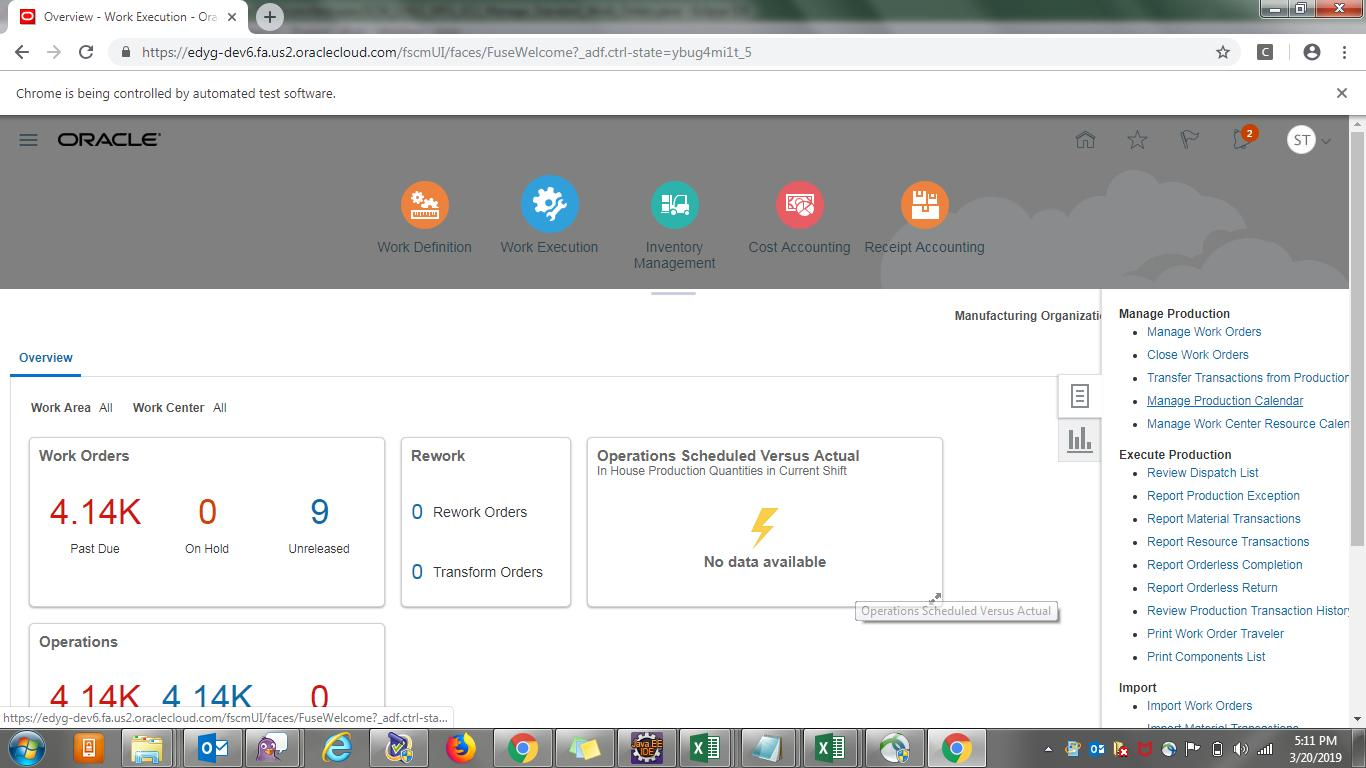 Overview - Work Execution - Ora
https://edyg-dev6.fa.us2.oraclecloud.com/fscmUI/faces/FuseWelcome?_adf.ctrl-state=ybug4mi1t_5
C
Chrome is being controlled by automated test software.
ORACLE
2
ST
Work Definition
Work Execution
Inventory
Management
Cost Accounting
Receipt Accounting
Manufacturing Organizati
Overview
Work Area All Work Center All
Work Orders
4.14K
0
9
Past Due
On Hold
Unreleased
Rework
0 Rework Orders
0 Transform Orders
Operations Scheduled Versus Actual
In House Production Quantities in Current Shift
No data available
Operations Scheduled Versus Actual
Operations
4.14K 4.14K 0
Manage Production
Manage Work Orders
Close Work Orders
Transfer Transactions from Production
Manage Production Calendar
Manage Work Center Resource Calen
Execute Production
Review Dispatch List
Report Production Exception
Report Material Transactions
Report Resource Transactions
Report Orderless Completion
Report Orderless Return
Review Production Transaction History
Print Work Order Traveler
Print Components List
Import
Import Work Orders
Import Material Transactions
https://edyg-dev6.fa.us2.oraclecloud.com/fscmUI/faces/FuseWelcome?_adf.ctrl-sta...
Java EE
IDE
5:11 PM
3/20/2019